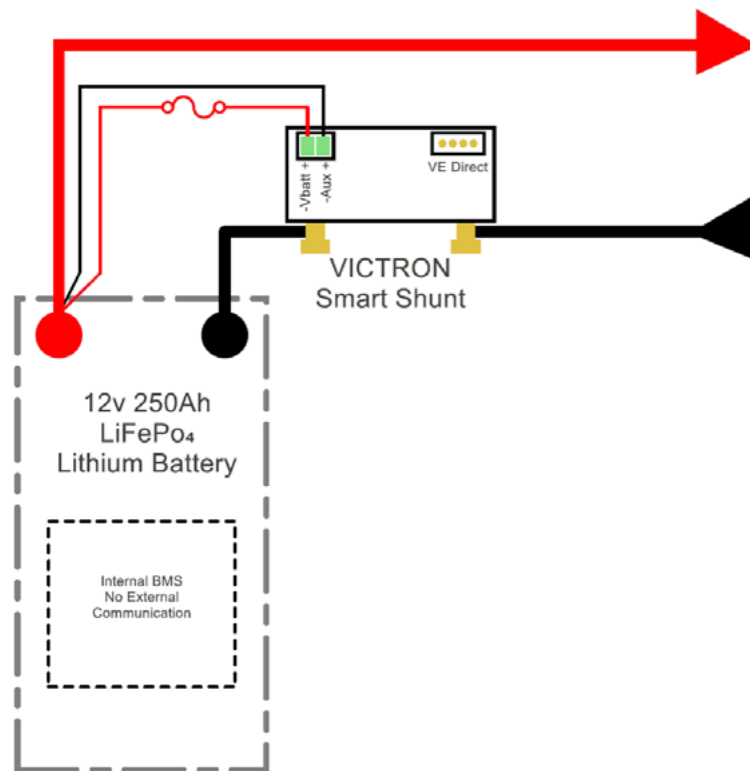 -Vbatt +
-Aux +
VE Direct
VICTRON
Smart Shunt
12v 250Ah
LiFePo₄
Lithium Battery
Internal BMS
No External
Communication